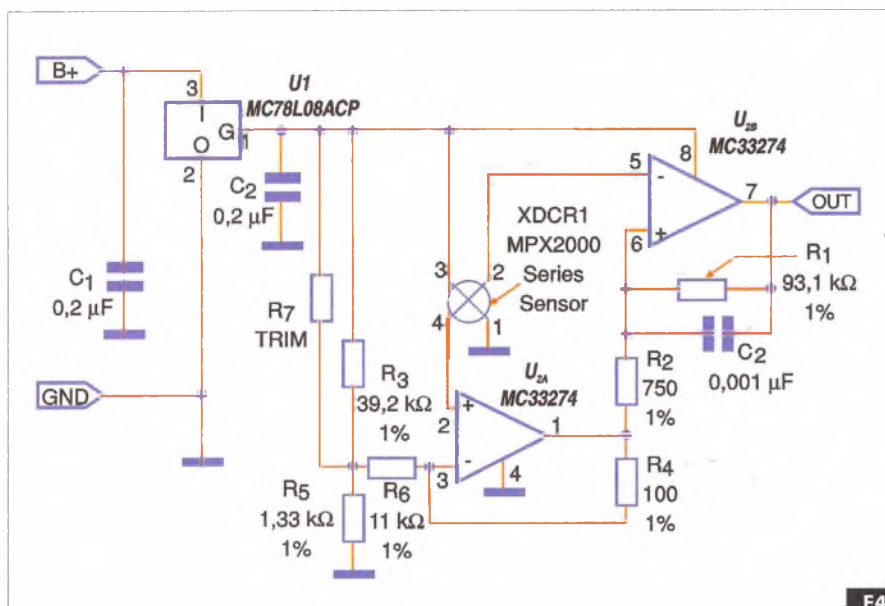 B+
3
I
O
G
1
2
U1
MC78L08ACP
C2
0,2 µF
C1
0,2 µF
GND
R7
TRIM
R3
39,2 kΩ
1%
R5
1,33 kΩ
1%
R6
11 kΩ
1%
XDCR1
MPX2000
Series
Sensor
3
2
4
1
U2A
MC33274
2
+
3
-
1
4
U2B
MC33274
5
-
6
+
8
7
OUT
R1
93,1 kΩ
1%
C2
0,001 µF
R2
750
1%
R4
100
1%
F4